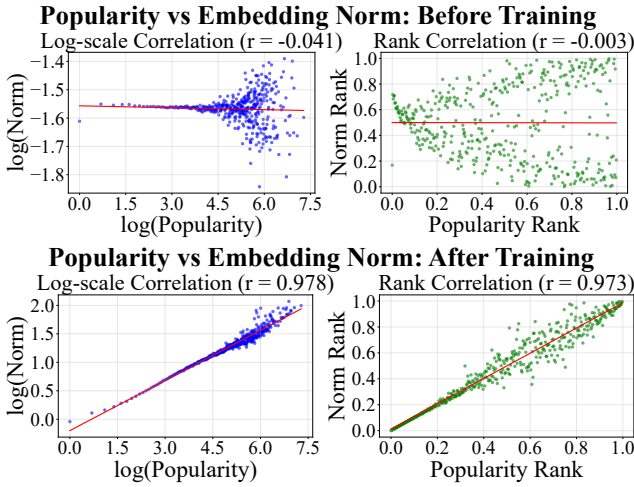 Popularity vs Embedding Norm: Before Training
Log-scale Correlation (r = -0.041)
Rank Correlation (r = -0.003)
log(Norm)
−1.4
−1.5
−1.6
−1.7
−1.8
0.0 1.5 3.0 4.5 6.0 7.5
log(Popularity)
Norm Rank
1.0
0.8
0.6
0.4
0.2
0.0
0.0 0.2 0.4 0.6 0.8 1.0
Popularity Rank
Popularity vs Embedding Norm: After Training
Log-scale Correlation (r = 0.978)
Rank Correlation (r = 0.973)
log(Norm)
2.0
1.5
1.0
0.5
0.0
0.0 1.5 3.0 4.5 6.0 7.5
log(Popularity)
Norm Rank
1.0
0.8
0.6
0.4
0.2
0.0
0.0 0.2 0.4 0.6 0.8 1.0
Popularity Rank